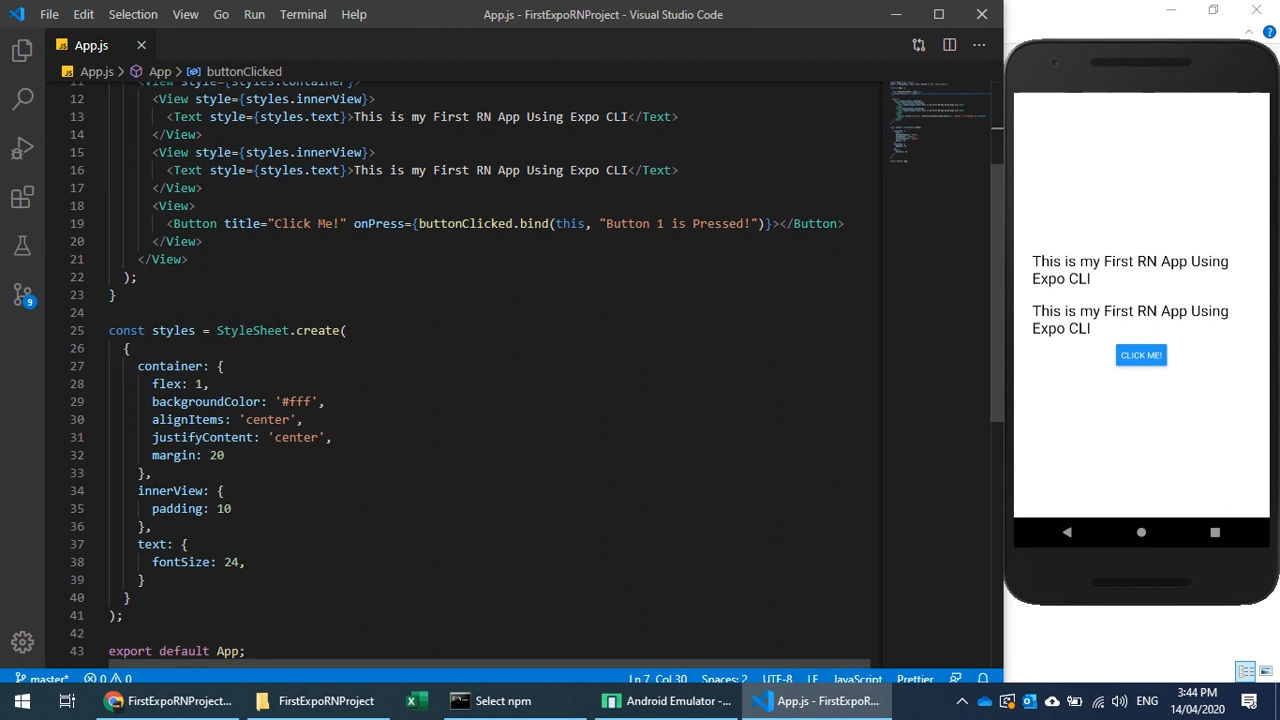 File Edit Selection View Go Run Terminal Help App.js - FirstExpoRNProject - Visual Studio Code
JS App.js
JS App.js > App > buttonClicked
11 <View style={styles.container}>
12 <View style={styles.innerView}>
13 <Text style={styles.text}>This is my First RN App Using Expo CLI</Text>
14 </View>
15 <View style={styles.innerView}>
16 <Text style={styles.text}>This is my First RN App Using Expo CLI</Text>
17 </View>
18 <View>
19 <Button title="Click Me!" onPress={buttonClicked.bind(this, "Button 1 is Pressed!")}></Button>
20 </View>
21 </View>
22 );
23 }
24
25 const styles = StyleSheet.create(
26 {
27 container: {
28 flex: 1,
29 backgroundColor: '#fff',
30 alignItems: 'center',
31 justifyContent: 'center',
32 margin: 20
33 },
34 innerView: {
35 padding: 10
36 },
37 text: {
38 fontSize: 24,
39 }
40 }
41 );
42
43 export default App;
9
master* 0 0 Ln 7, Col 30 Spaces: 2 UTF-8 LF JavaScript Prettier
This is my First RN App Using
Expo CLI
This is my First RN App Using
Expo CLI
CLICK ME!
FirstExpoRNProject... FirstExpoRNProject Select npm Android Emulator -... App.js - FirstExpoR... ENG 3:44 PM
14/04/2020